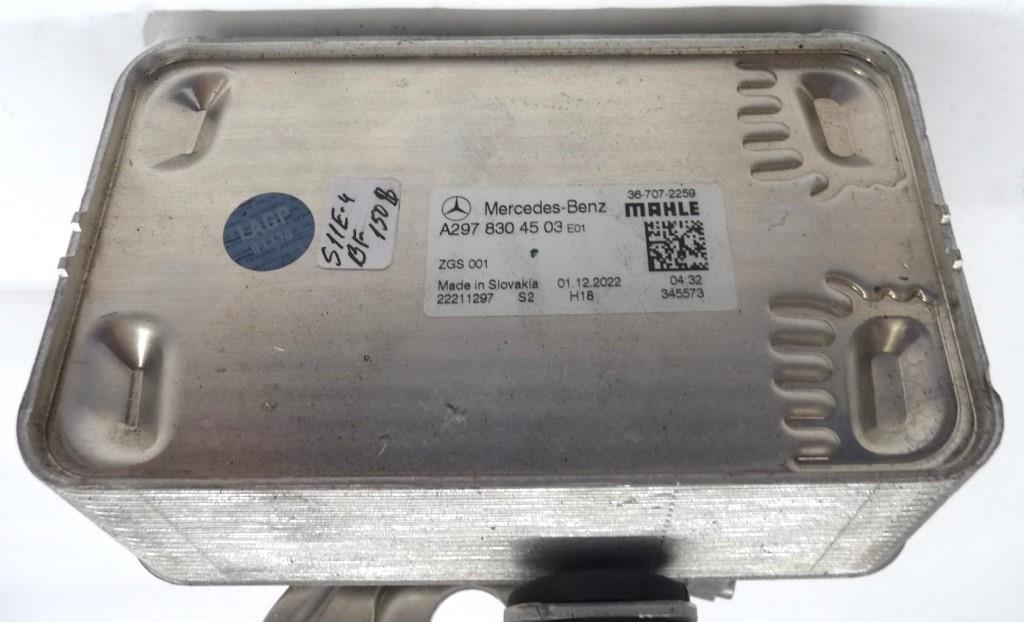 EAGP
S11E-4
BF 150
36-707-2259
Mercedes-Benz MAHLE
A297 830 45 03 E01
ZGS 001
Made in Slovakia 01.12.2022 04:32
22211297 S2 H18 345573